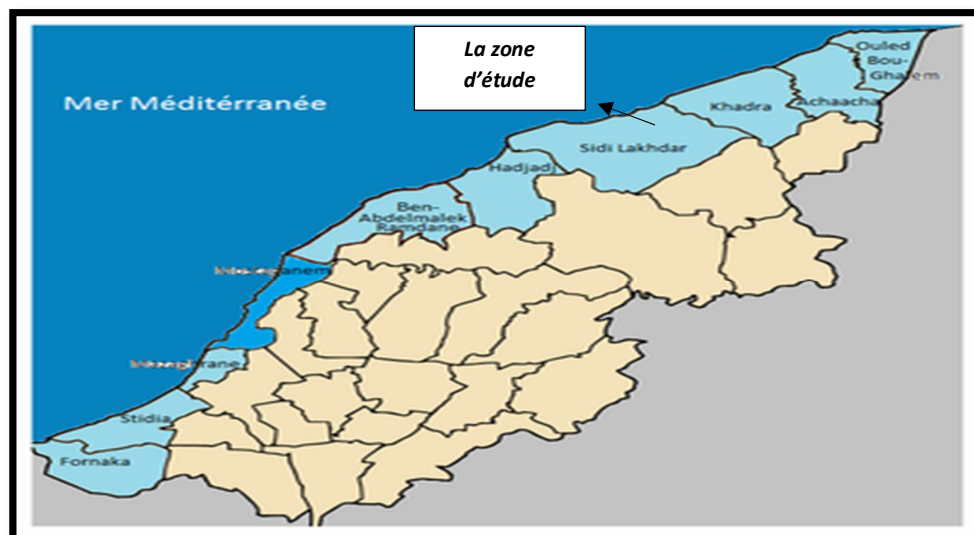 La zone
d'étude
Mer Méditérranée
Ouled
Bou-
Ghalem
Achaacha
Khadra
Sidi Lakhdar
Hadjadj
Ben-
Abdelmalek
Ramdane
Stidia
Fornaka